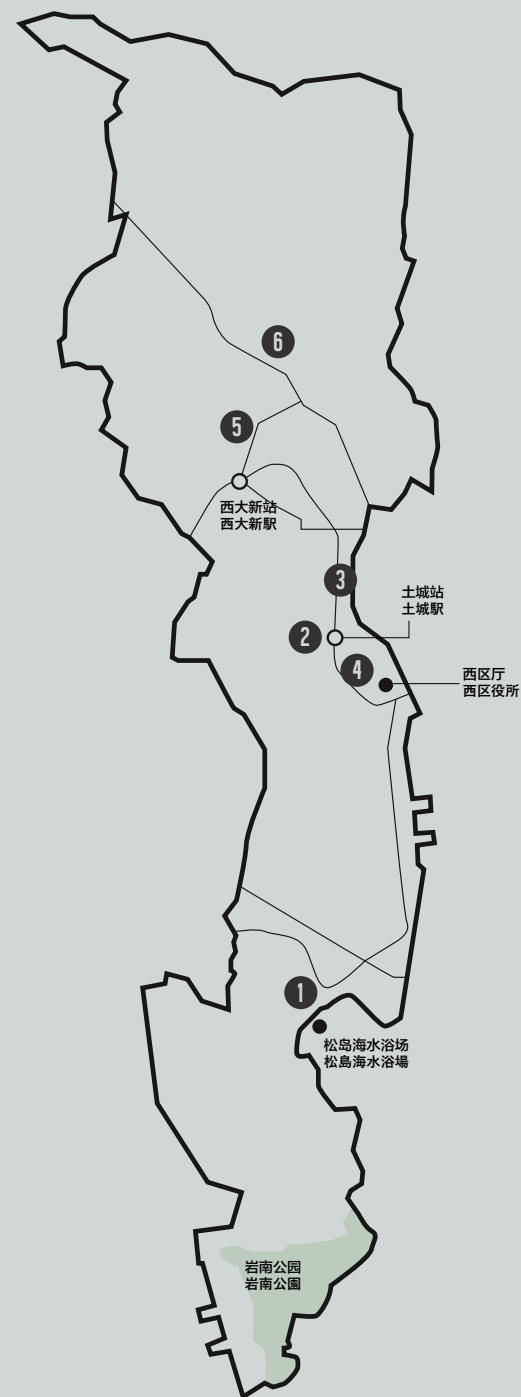 6
5
西大新站
西大新駅
3
土城站
土城駅
2
4
西区厅
西区役所
1
松岛海水浴场
松島海水浴場
岩南公园
岩南公園